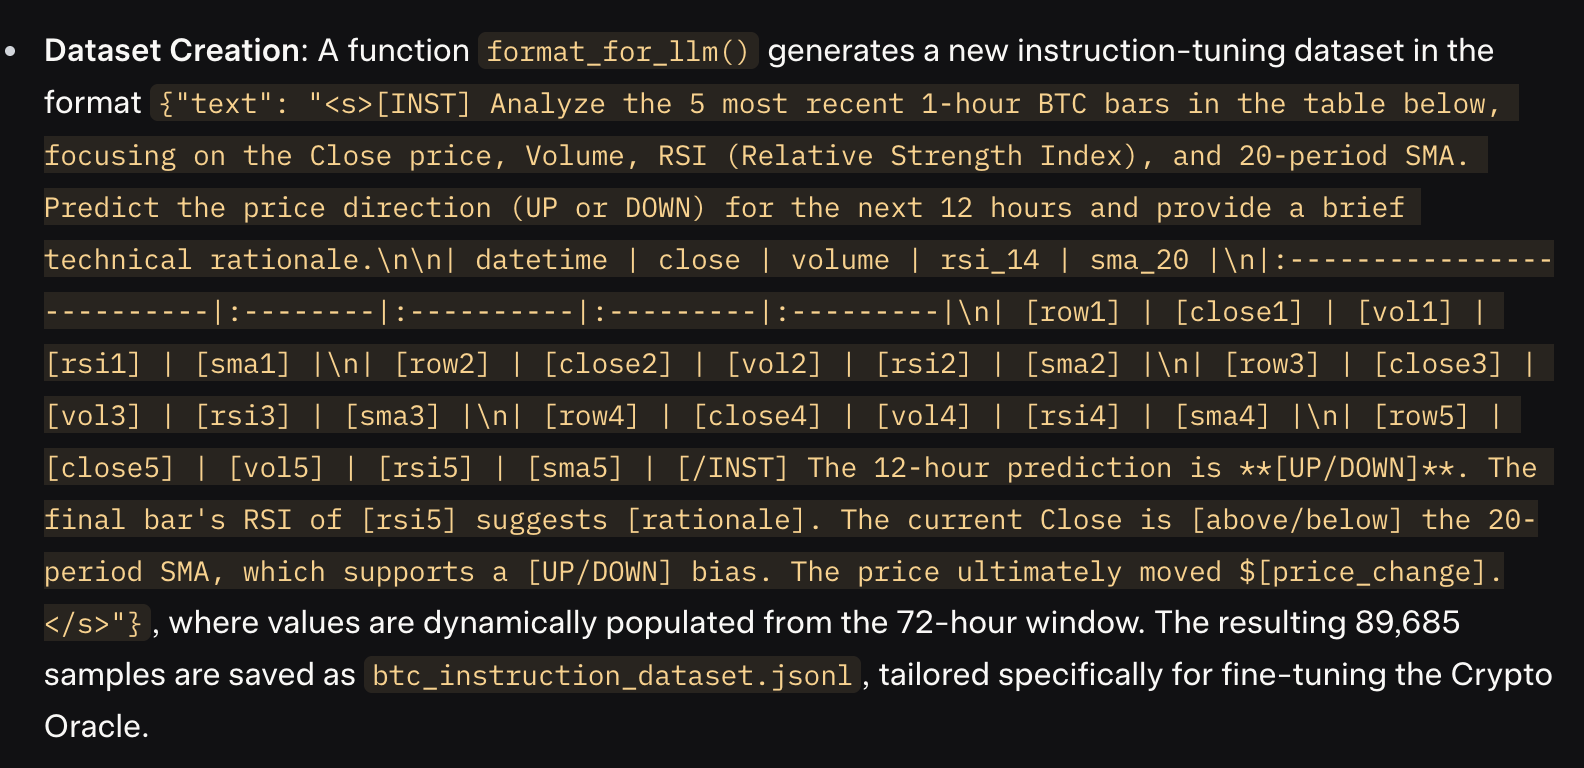 • Dataset Creation: A function format_for_llm() generates a new instruction-tuning dataset in the
format {"text": "<s>[INST] Analyze the 5 most recent 1-hour BTC bars in the table below,
focusing on the Close price, Volume, RSI (Relative Strength Index), and 20-period SMA.
Predict the price direction (UP or DOWN) for the next 12 hours and provide a brief
technical rationale.\n\n| datetime | close | volume | rsi_14 | sma_20 |\n|:----------------
----------|:--------|:----------|:---------|:---------|\n| [row1] | [close1] | [vol1] |
[rsi1] | [sma1] |\n| [row2] | [close2] | [vol2] | [rsi2] | [sma2] |\n| [row3] | [close3] |
[vol3] | [rsi3] | [sma3] |\n| [row4] | [close4] | [vol4] | [rsi4] | [sma4] |\n| [row5] |
[close5] | [vol5] | [rsi5] | [sma5] | [/INST] The 12-hour prediction is **[UP/DOWN]**. The
final bar's RSI of [rsi5] suggests [rationale]. The current Close is [above/below] the 20-
period SMA, which supports a [UP/DOWN] bias. The price ultimately moved $[price_change].
</s>"}, where values are dynamically populated from the 72-hour window. The resulting 89,685
samples are saved as btc_instruction_dataset.jsonl, tailored specifically for fine-tuning the Crypto
Oracle.